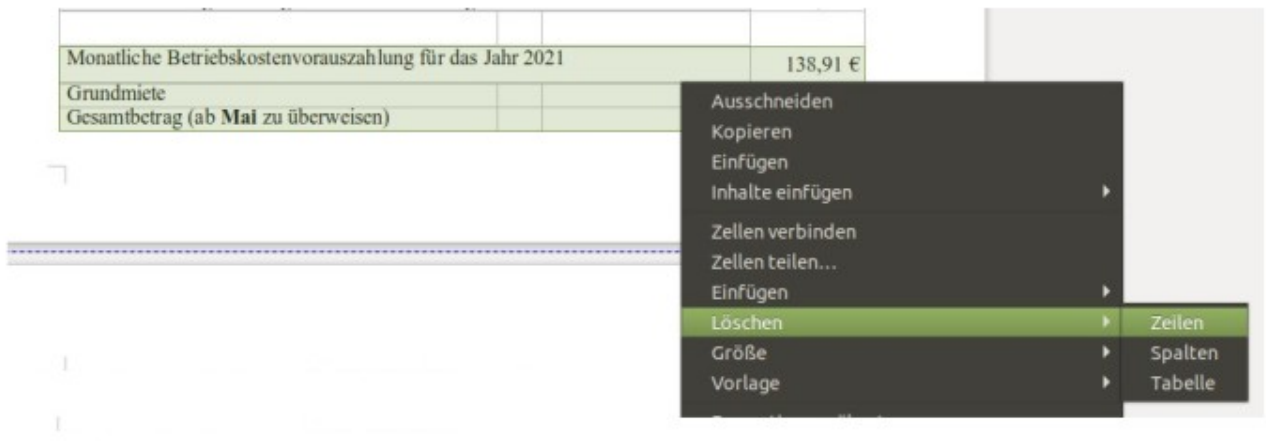 Monatliche Betriebskostenvorauszahlung für das Jahr 2021
138,91 €
Grundmiete
Gesamtbetrag (ab Mai zu überweisen)
Ausschneiden
Kopieren
Einfügen
Inhalte einfügen
Zellen verbinden
Zellen teilen...
Einfügen
Löschen
Zeilen
Größe
Spalten
Vorlage
Tabelle